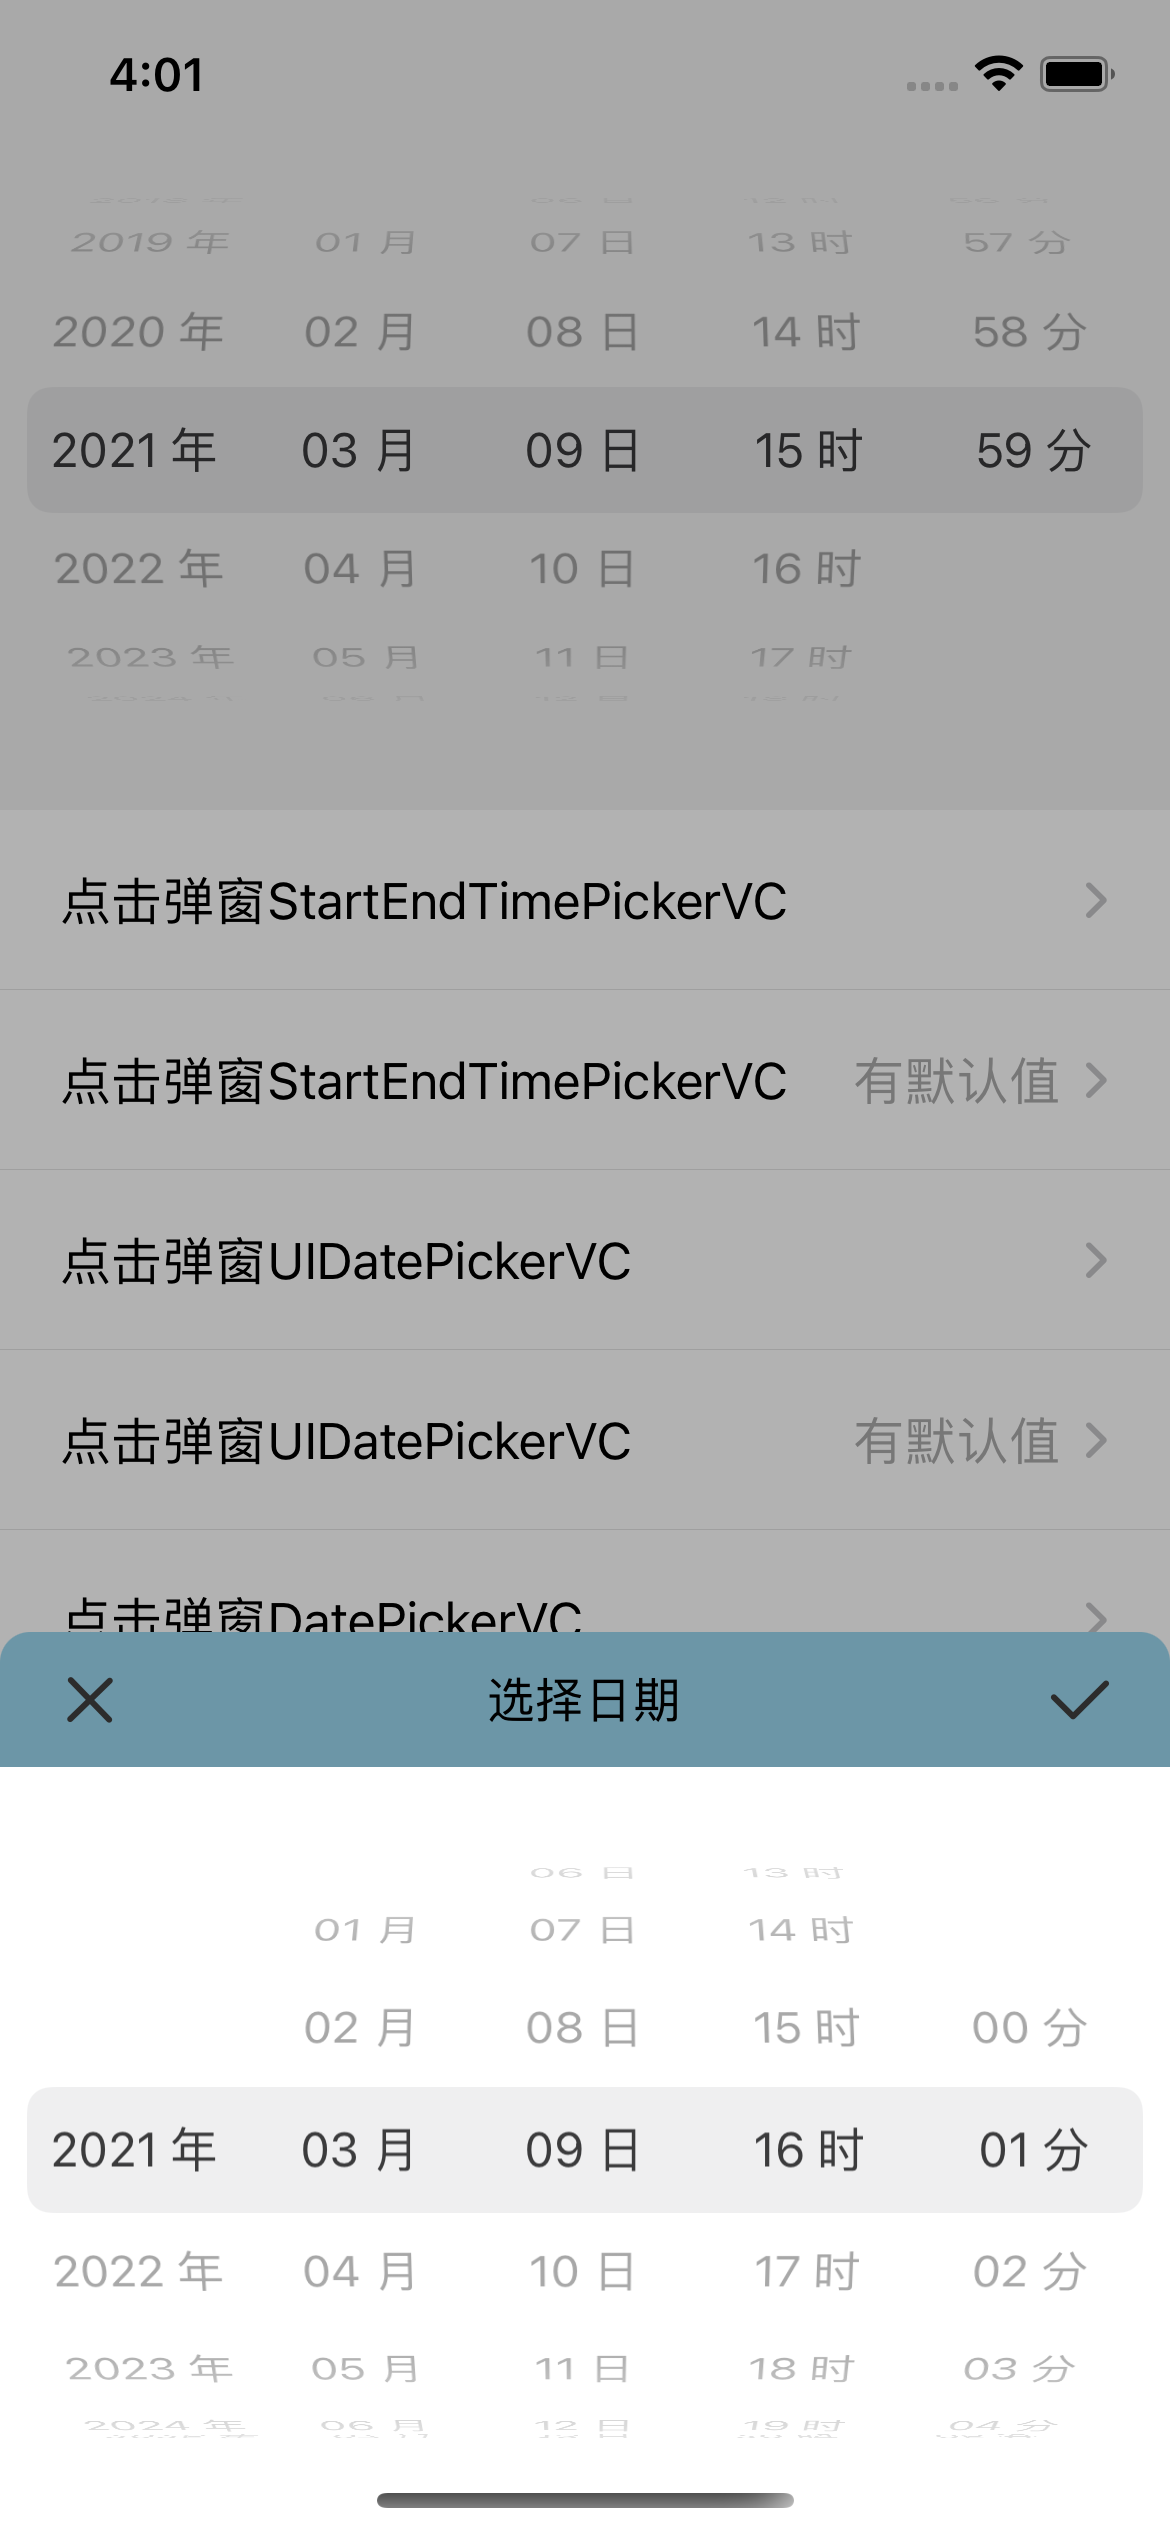 4:01
2019 年 01 月 07 日 13 时 57 分
2020 年 02 月 08 日 14 时 58 分
2021 年 03 月 09 日 15 时 59 分
2022 年 04 月 10 日 16 时
2023 年 05 月 11 日 17 时
点击弹窗StartEndTimePickerVC
点击弹窗StartEndTimePickerVC 有默认值
点击弹窗UIDatePickerVC
点击弹窗UIDatePickerVC 有默认值
点击弹窗DatePickerVC
选择日期
06 日 13 时
01 月 07 日 14 时
02 月 08 日 15 时 00 分
2021 年 03 月 09 日 16 时 01 分
2022 年 04 月 10 日 17 时 02 分
2023 年 05 月 11 日 18 时 03 分
2024 年 06 月 12 日 19 时 04 分